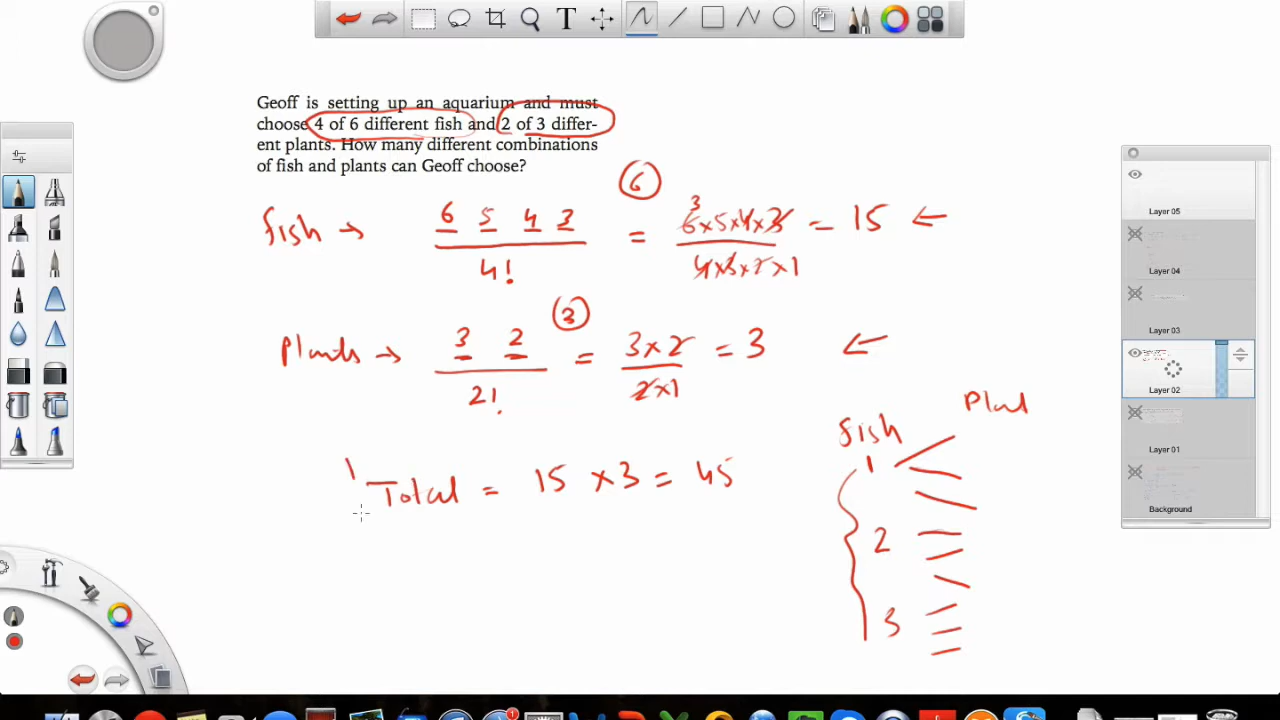 T
Geoff is setting up an aquarium and must
choose 4 of 6 different fish and 2 of 3 differ-
ent plants. How many different combinations
of fish and plants can Geoff choose?
6
fish → 6 5 4 3 / 4! = 6×5×4×3 / 4×3×2×1 = 15 ←
3
3
Plants → 3 2 / 2! = 3×2 / 2×1 = 3 ←
Total = 15 × 3 = 45
fish Plant
1
2
3
Layer 05
Layer 04
Layer 03
Layer 02
Layer 01
Background
1